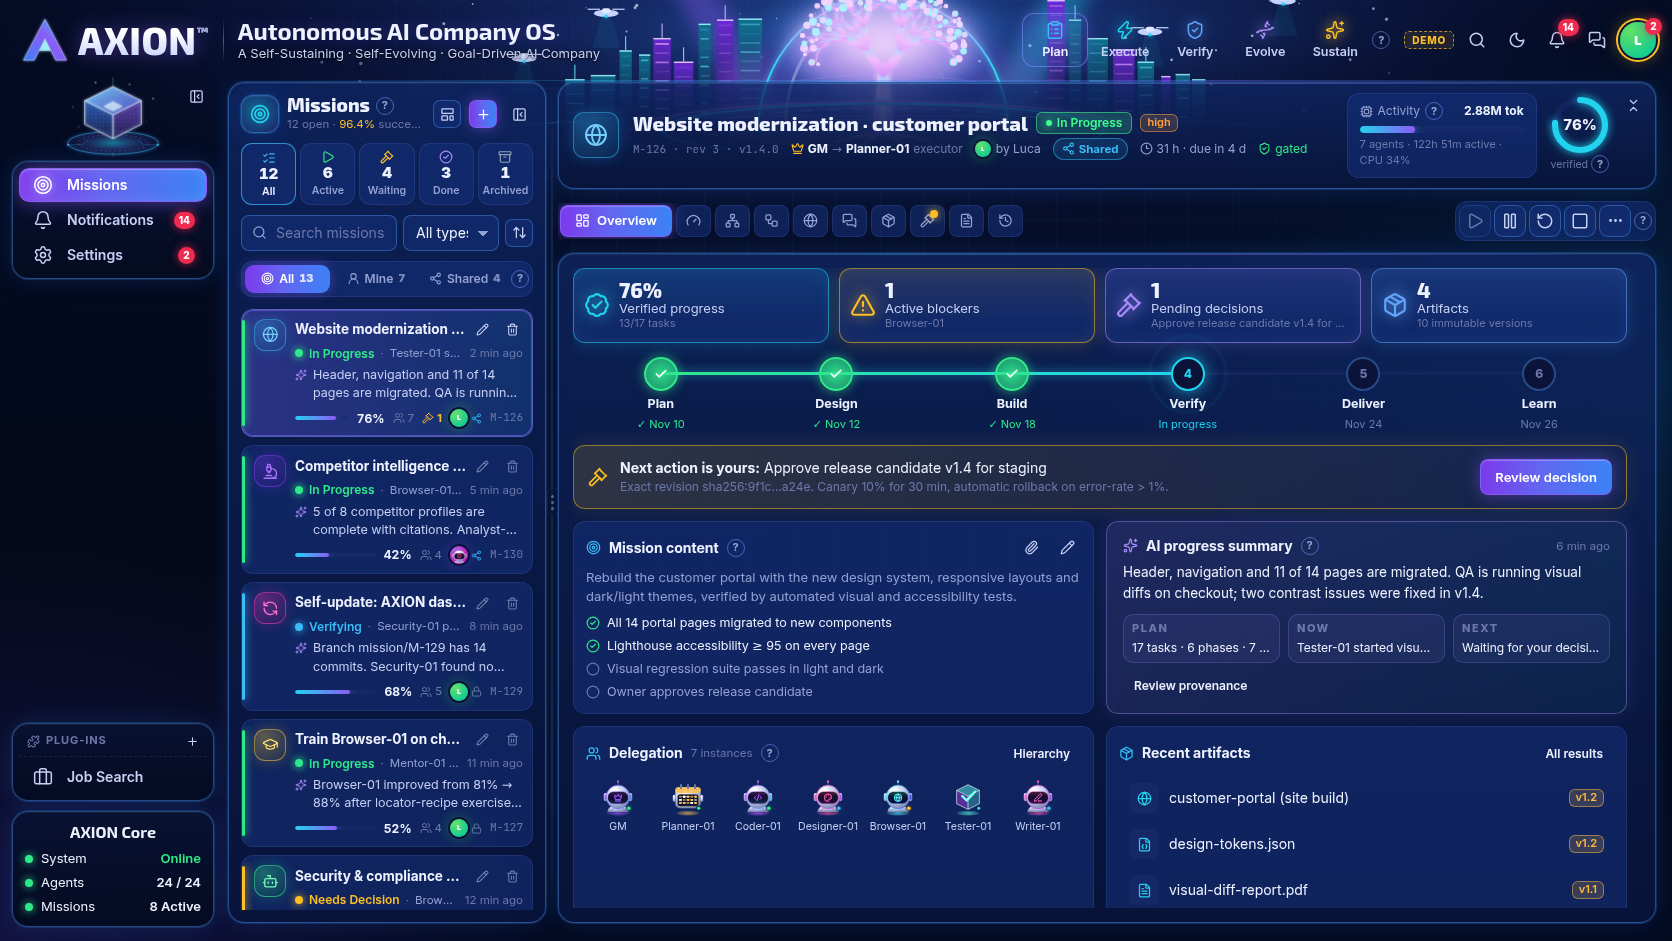 AXION™
Autonomous AI Company OS
A Self-Sustaining · Self-Evolving · Goal-Driven AI Company
Plan
Execute
Verify
Evolve
Sustain
?
DEMO
14
L
2
Missions
Notifications 14
Settings 2
PLUG-INS +
Job Search
AXION Core
System Online
Agents 24 / 24
Missions 8 Active
Missions ?
12 open · 96.4% succe...
+
12 All
6 Active
4 Waiting
3 Done
1 Archived
Search missions
All types
All 13
Mine 7
Shared 4
?
Website modernization ...
In Progress · Tester-01 s... 2 min ago
Header, navigation and 11 of 14
pages are migrated. QA is runnin...
76% 7 1 L M-126
Competitor intelligence ...
In Progress · Browser-01... 5 min ago
5 of 8 competitor profiles are
complete with citations. Analyst-...
42% 4 M-130
Self-update: AXION das...
Verifying · Security-01 p... 8 min ago
Branch mission/M-129 has 14
commits. Security-01 found no...
68% 5 L M-129
Train Browser-01 on ch...
In Progress · Mentor-01 ... 11 min ago
Browser-01 improved from 81% →
88% after locator-recipe exercise...
52% 4 L M-127
Security & compliance ...
Needs Decision · Brow... 12 min ago
Website modernization · customer portal In Progress high
M-126 · rev 3 · v1.4.0 GM → Planner-01 executor L by Luca Shared 31 h · due in 4 d gated
Activity ? 2.88M tok
7 agents · 122h 51m active ·
CPU 34%
76%
verified ?
Overview
?
76%
Verified progress
13/17 tasks
1
Active blockers
Browser-01
1
Pending decisions
Approve release candidate v1.4 for ...
4
Artifacts
10 immutable versions
Plan
✓ Nov 10
Design
✓ Nov 12
Build
✓ Nov 18
4
Verify
In progress
5
Deliver
Nov 24
6
Learn
Nov 26
Next action is yours: Approve release candidate v1.4 for staging
Exact revision sha256:9f1c...a24e. Canary 10% for 30 min, automatic rollback on error-rate > 1%.
Review decision
Mission content ?
Rebuild the customer portal with the new design system, responsive layouts and
dark/light themes, verified by automated visual and accessibility tests.
All 14 portal pages migrated to new components
Lighthouse accessibility ≥ 95 on every page
Visual regression suite passes in light and dark
Owner approves release candidate
AI progress summary ? 6 min ago
Header, navigation and 11 of 14 pages are migrated. QA is running visual
diffs on checkout; two contrast issues were fixed in v1.4.
PLAN
17 tasks · 6 phases · 7 ...
NOW
Tester-01 started visu...
NEXT
Waiting for your decisi...
Review provenance
Delegation 7 instances ? Hierarchy
GM
Planner-01
Coder-01
Designer-01
Browser-01
Tester-01
Writer-01
Recent artifacts All results
customer-portal (site build) v1.2
design-tokens.json v1.2
visual-diff-report.pdf v1.1